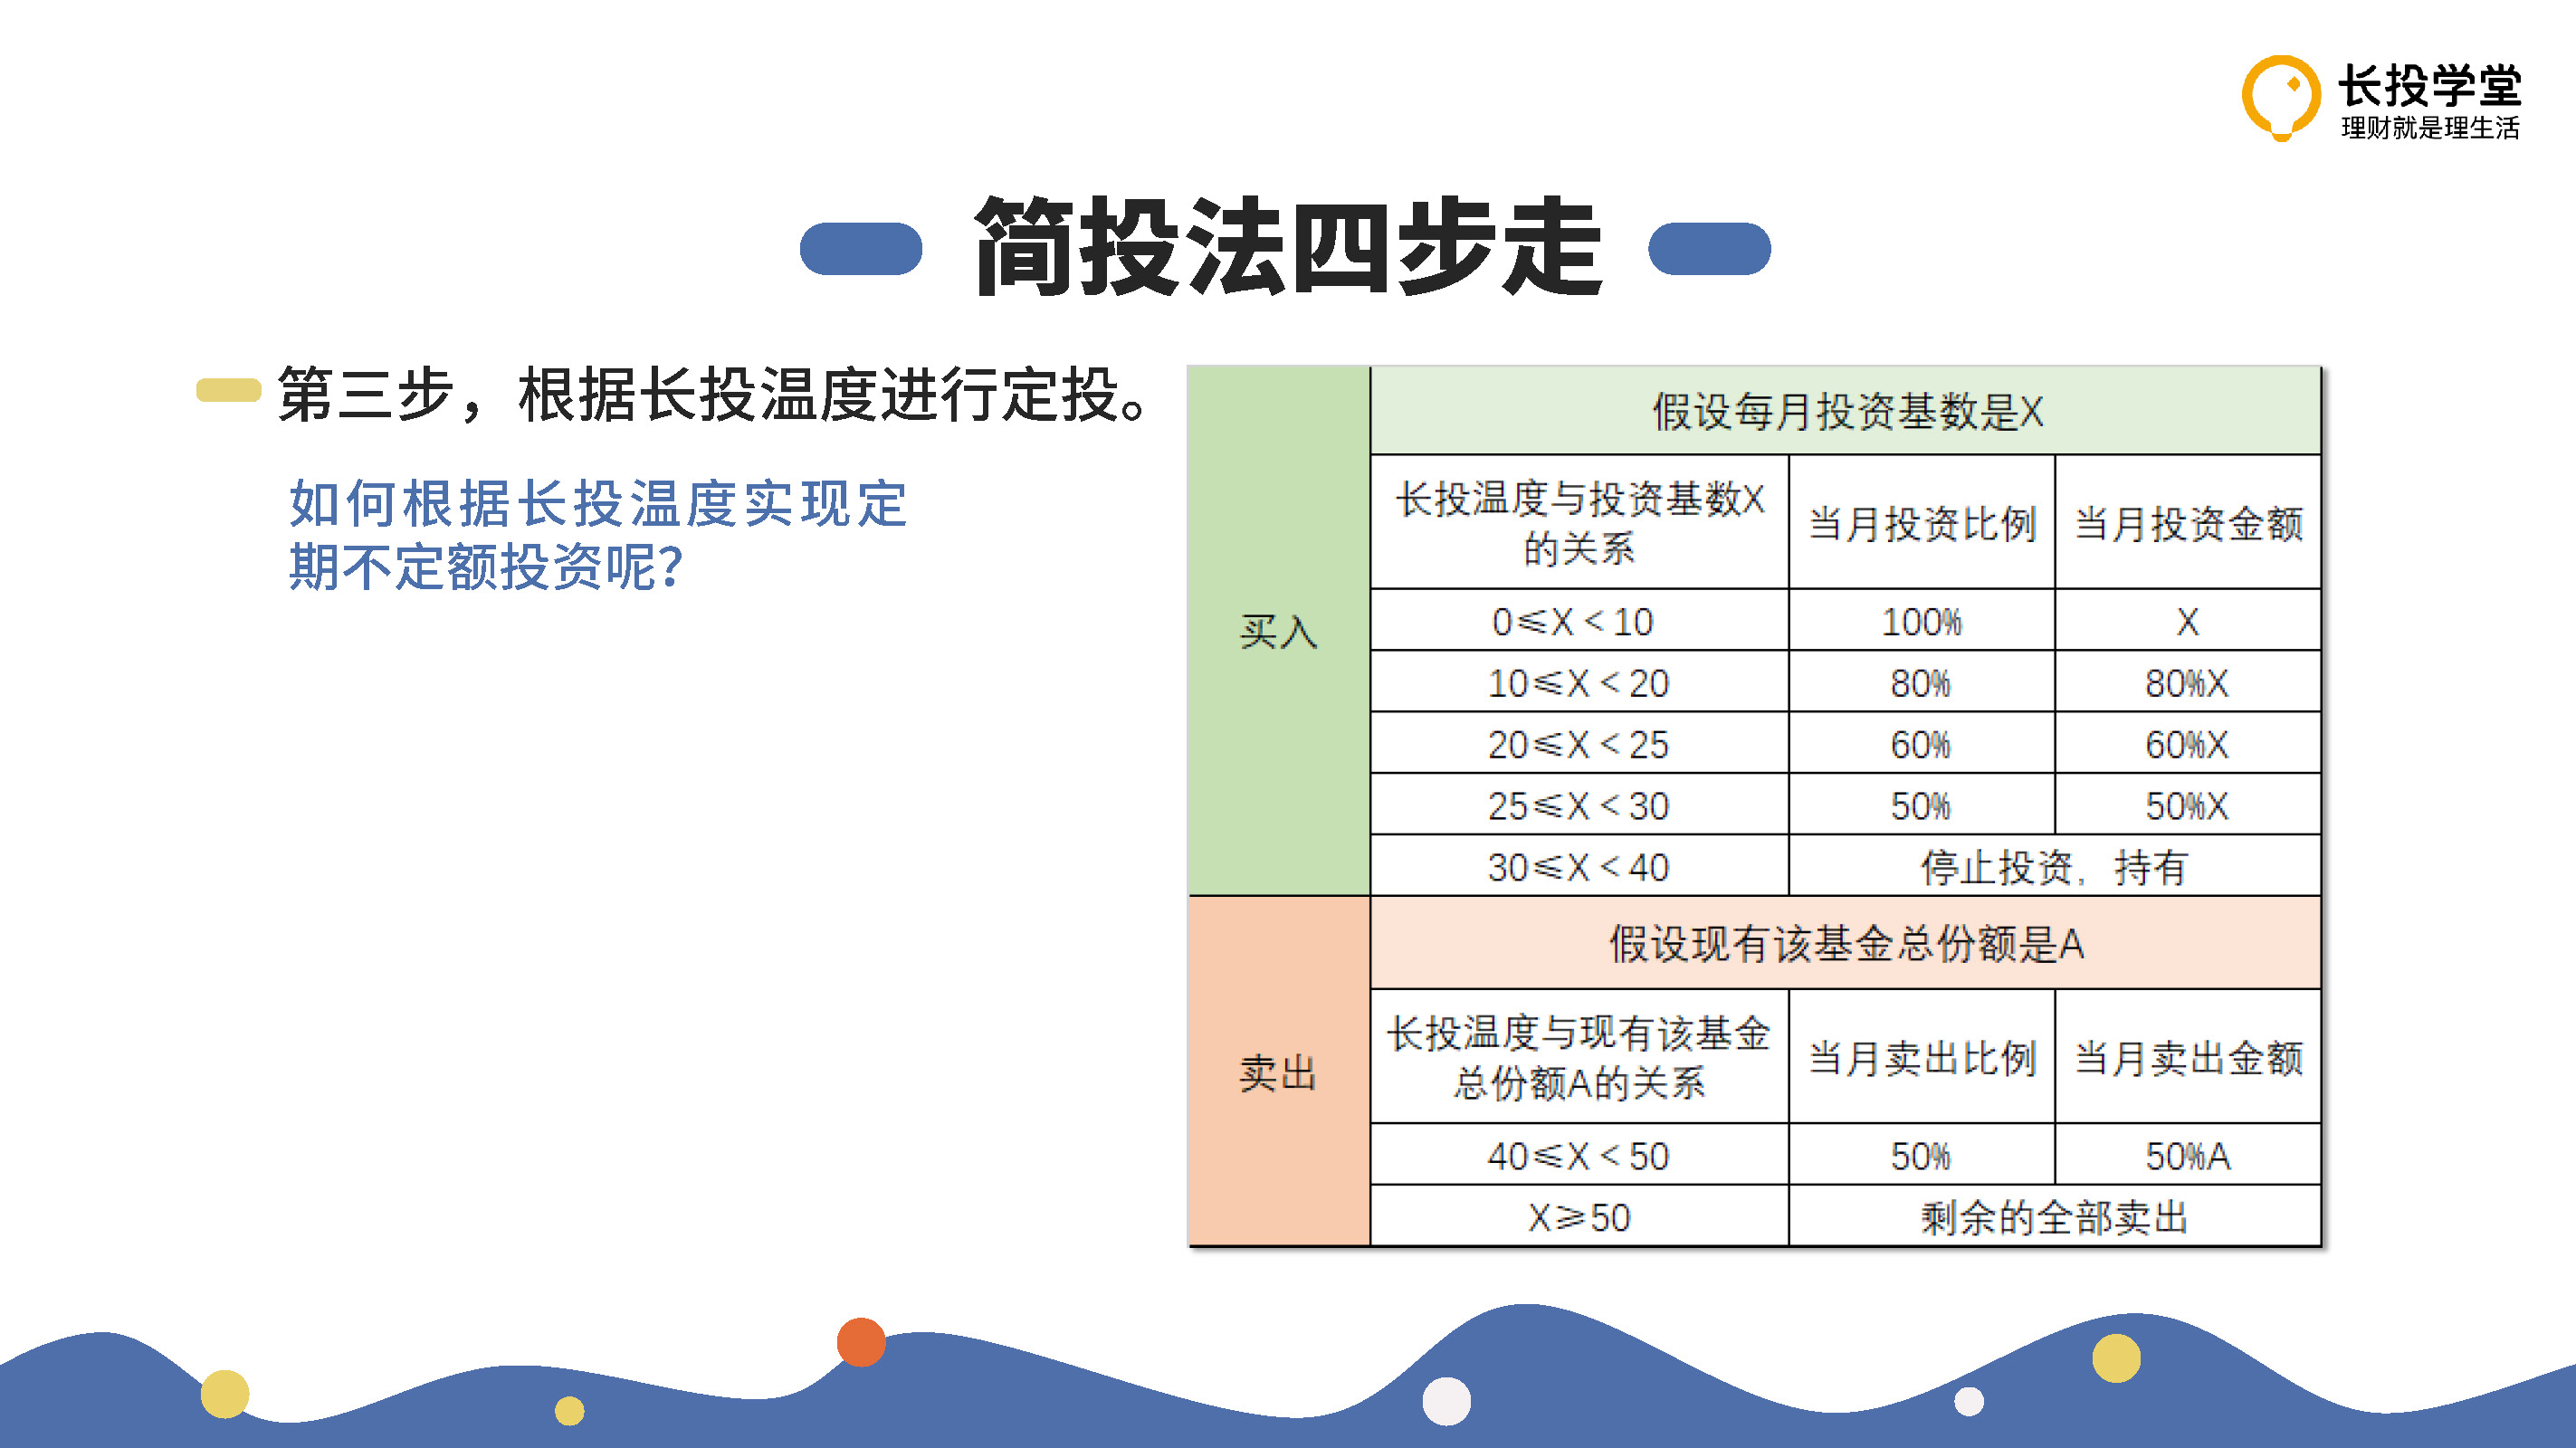 长投学堂
理财就是理生活
简投法四步走
第三步，根据长投温度进行定投。
如何根据长投温度实现定
期不定额投资呢？
买入
假设每月投资基数是X
长投温度与投资基数X
的关系
当月投资比例
当月投资金额
0≤X＜10
100%
X
10≤X＜20
80%
80%X
20≤X＜25
60%
60%X
25≤X＜30
50%
50%X
30≤X＜40
停止投资，持有
卖出
假设现有该基金总份额是A
长投温度与现有该基金
总份额A的关系
当月卖出比例
当月卖出金额
40≤X＜50
50%
50%A
X≥50
剩余的全部卖出